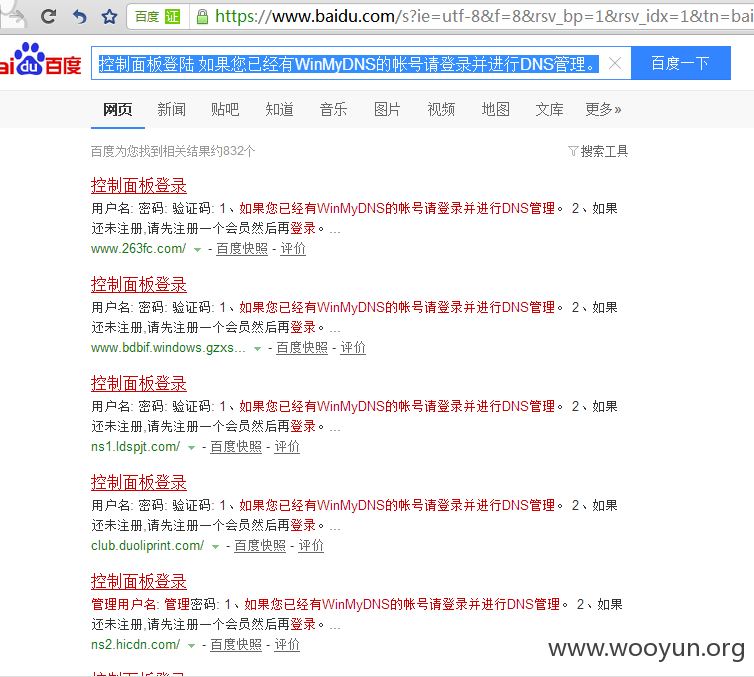 百度 证 https://www.baidu.com/s?ie=utf-8&f=8&rsv_bp=1&rsv_idx=1&tn=bai
ai du 百度 控制面板登陆 如果您已经有WinMyDNS的帐号请登录并进行DNS管理。 百度一下
网页 新闻 贴吧 知道 音乐 图片 视频 地图 文库 更多»
百度为您找到相关结果约832个 搜索工具
控制面板登录
用户名: 密码: 验证码: 1、如果您已经有WinMyDNS的帐号请登录并进行DNS管理。 2、如果
还未注册,请先注册一个会员然后再登录。...
www.263fc.com/ - 百度快照 - 评价
控制面板登录
用户名: 密码: 验证码: 1、如果您已经有WinMyDNS的帐号请登录并进行DNS管理。 2、如果
还未注册,请先注册一个会员然后再登录。...
www.bdbif.windows.gzxs... - 百度快照 - 评价
控制面板登录
用户名: 密码: 验证码: 1、如果您已经有WinMyDNS的帐号请登录并进行DNS管理。 2、如果
还未注册,请先注册一个会员然后再登录。...
ns1.ldspjt.com/ - 百度快照 - 评价
控制面板登录
用户名: 密码: 验证码: 1、如果您已经有WinMyDNS的帐号请登录并进行DNS管理。 2、如果
还未注册,请先注册一个会员然后再登录。...
club.duoliprint.com/ - 百度快照 - 评价
控制面板登录
管理用户名: 管理密码: 1、如果您已经有WinMyDNS的帐号请登录并进行DNS管理。 2、如果
还未注册,请先注册一个会员然后再登录。...
ns2.hicdn.com/ - 百度快照 - 评价
www.wooyun.org
控制面板登录